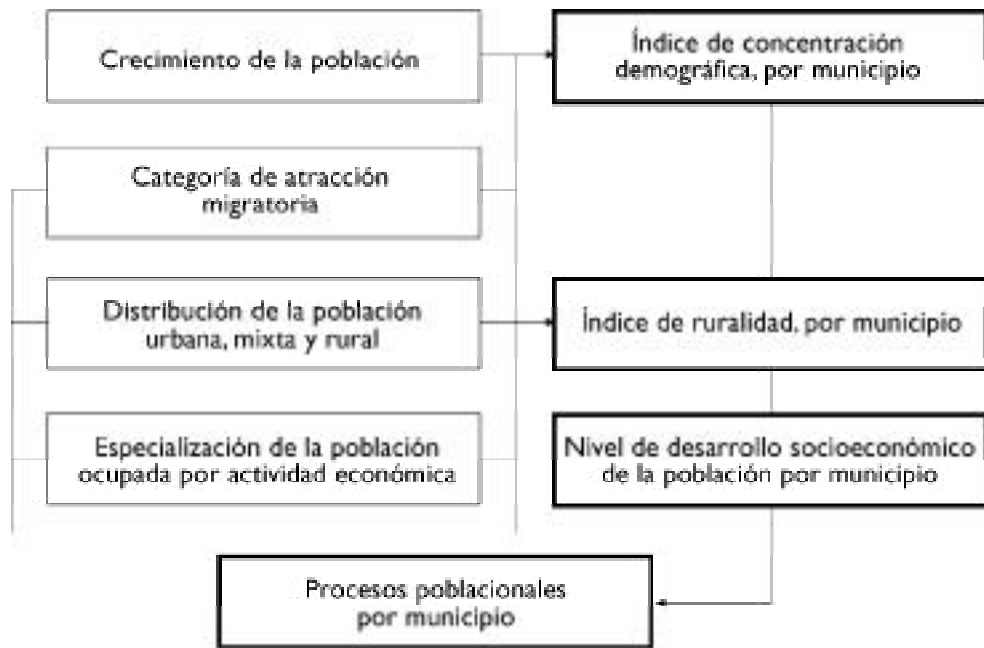 Crecimiento de la población
Índice de concentración
demográfica, por municipio
Categoría de atracción
migratoria
Distribución de la población
urbana, mixta y rural
Índice de ruralidad, por municipio
Especialización de la población
ocupada por actividad económica
Nivel de desarrollo socioeconómico
de la población por municipio
Procesos poblacionales
por municipio